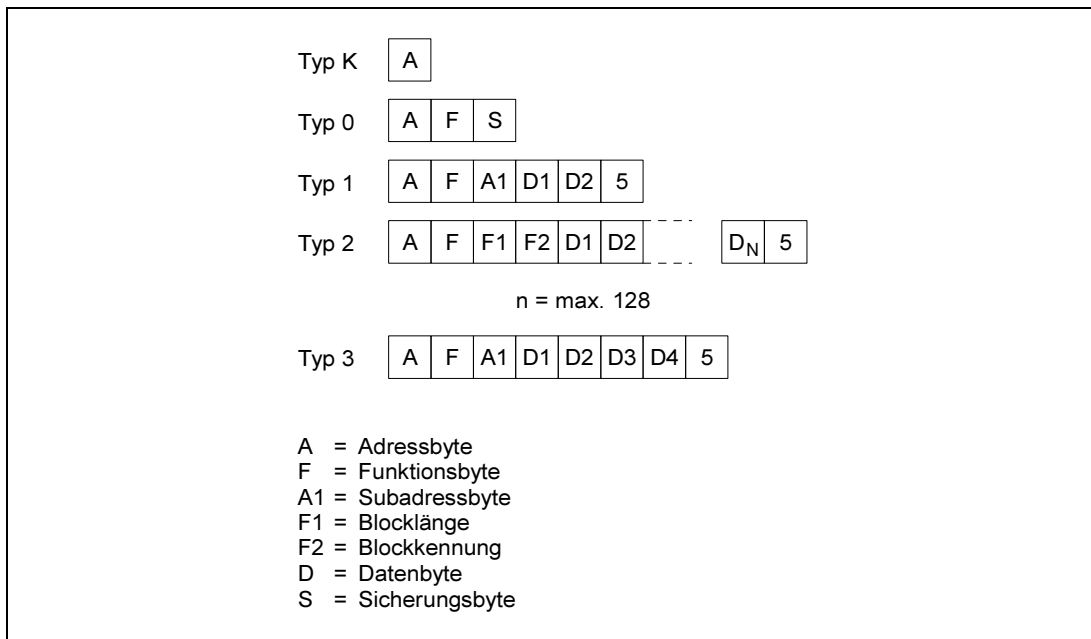 Typ K A
Typ 0 A F S
Typ 1 A F A1 D1 D2 5
Typ 2 A F F1 F2 D1 D2 DN 5
n = max. 128
Typ 3 A F A1 D1 D2 D3 D4 5
A = Adressbyte
F = Funktionsbyte
A1 = Subadressbyte
F1 = Blocklänge
F2 = Blockkennung
D = Datenbyte
S = Sicherungsbyte